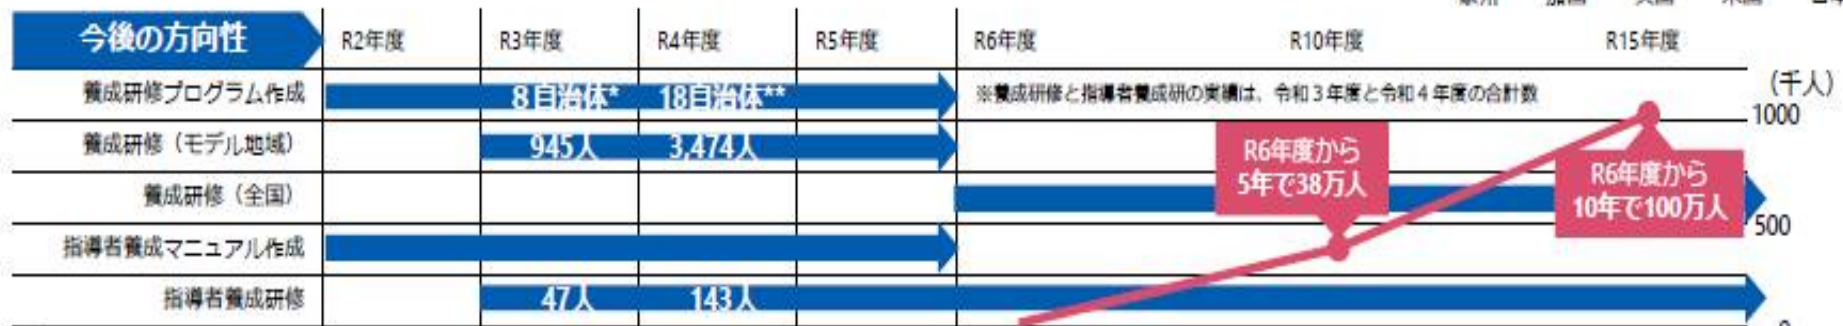 今後の方向性 R2年度 R3年度 R4年度 R5年度 R6年度 R10年度 R15年度
(千人)
養成研修プログラム作成 8自治体* 18自治体** ※養成研修と指導者養成研の実績は、令和3年度と令和4年度の合計数
1000
養成研修（モデル地域） 945人 3,474人
R6年度から
5年で38万人
R6年度から
10年で100万人
養成研修（全国）
500
指導者養成マニュアル作成
指導者養成研修 47人 143人